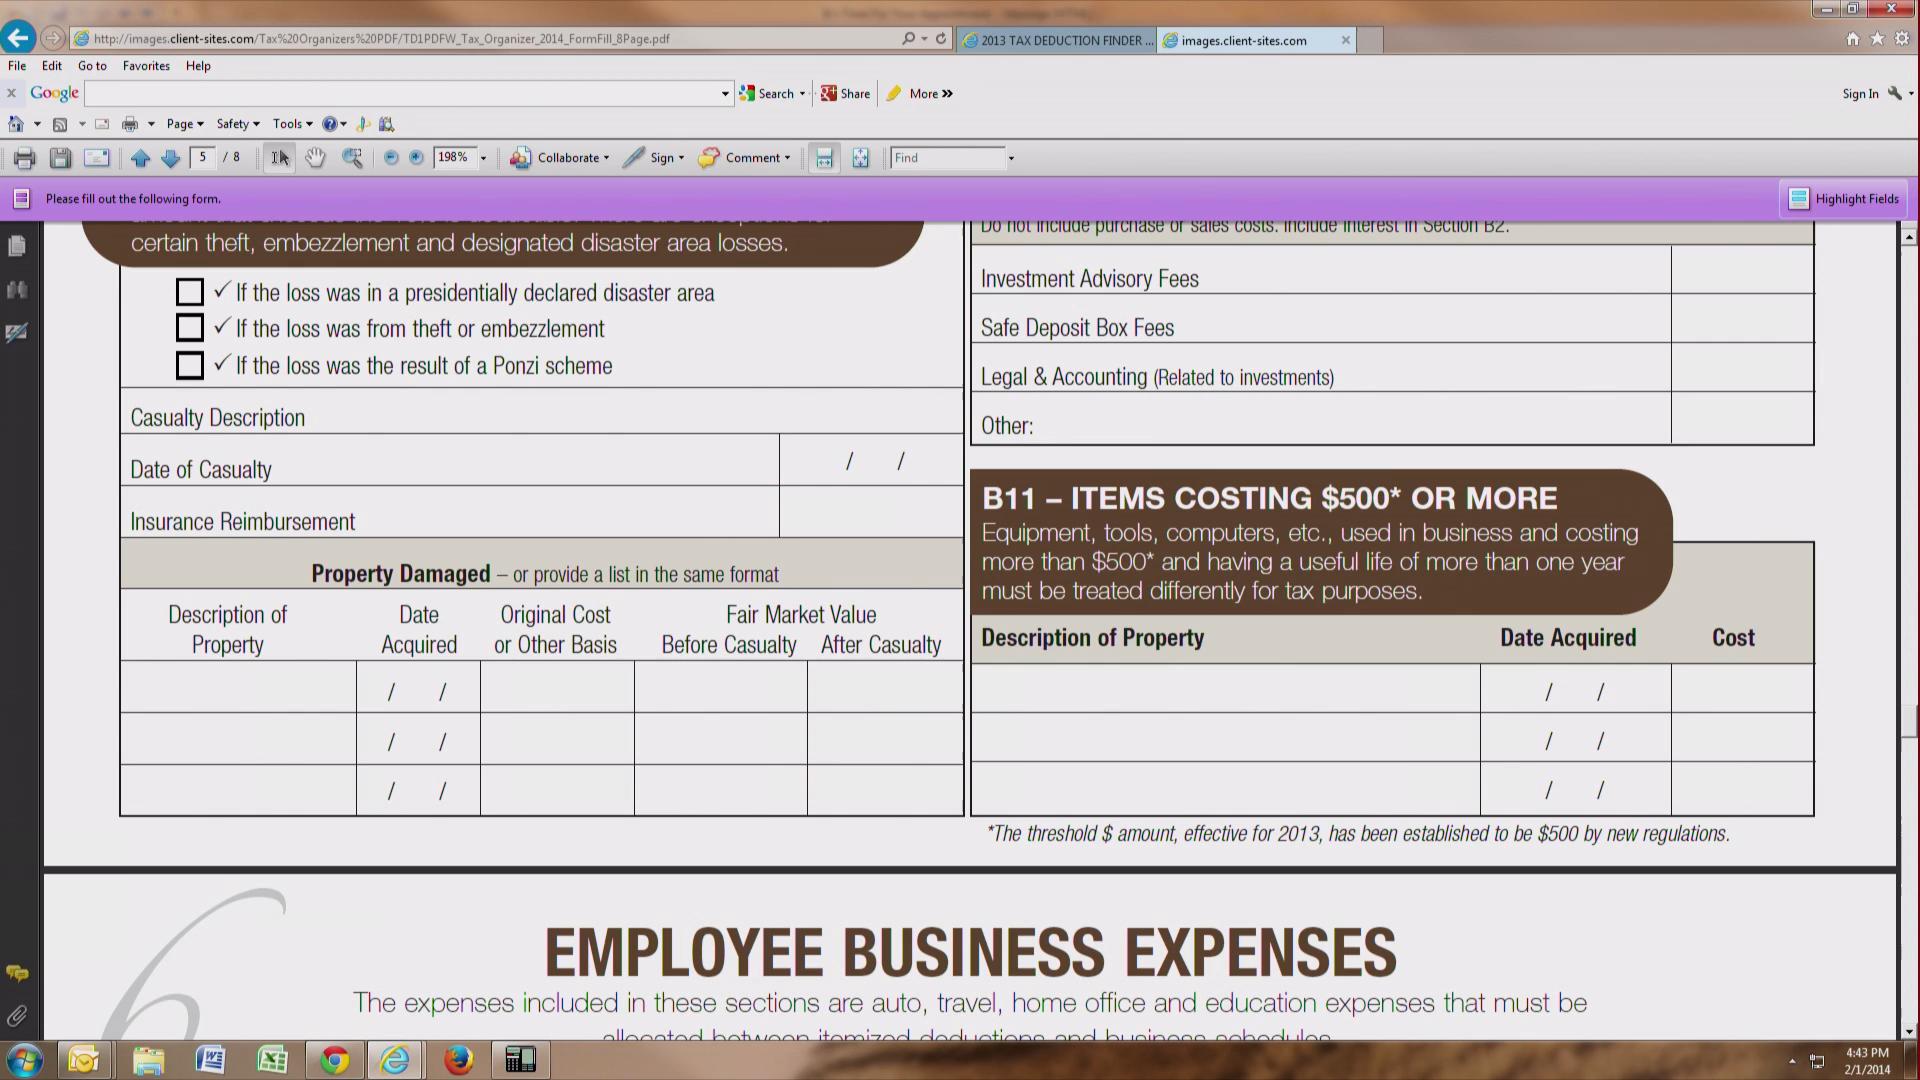 http://images.client-sites.com/Tax%20Organizers%20PDF/TD1PDFW_Tax_Organizer_2014_FormFill_8Page.pdf
2013 TAX DEDUCTION FINDER ...
images.client-sites.com
File Edit Go to Favorites Help
Google
Search
Share
More »
Sign In
Page Safety Tools
5 / 8
198%
Collaborate
Sign
Comment
Find
Please fill out the following form.
Highlight Fields
certain theft, embezzlement and designated disaster area losses.
✓ If the loss was in a presidentially declared disaster area
✓ If the loss was from theft or embezzlement
✓ If the loss was the result of a Ponzi scheme
Casualty Description
Date of Casualty / /
Insurance Reimbursement
Property Damaged – or provide a list in the same format
Description of Property
Date Acquired
Original Cost or Other Basis
Fair Market Value
Before Casualty After Casualty
/ /
/ /
/ /
Do not include purchase or sales costs. Include interest in Section B2.
Investment Advisory Fees
Safe Deposit Box Fees
Legal & Accounting (Related to investments)
Other:
B11 – ITEMS COSTING $500* OR MORE
Equipment, tools, computers, etc., used in business and costing
more than $500* and having a useful life of more than one year
must be treated differently for tax purposes.
Description of Property Date Acquired Cost
/ /
/ /
/ /
*The threshold $ amount, effective for 2013, has been established to be $500 by new regulations.
6
EMPLOYEE BUSINESS EXPENSES
The expenses included in these sections are auto, travel, home office and education expenses that must be
allocated between itemized deductions and business schedules.
4:43 PM
2/1/2014